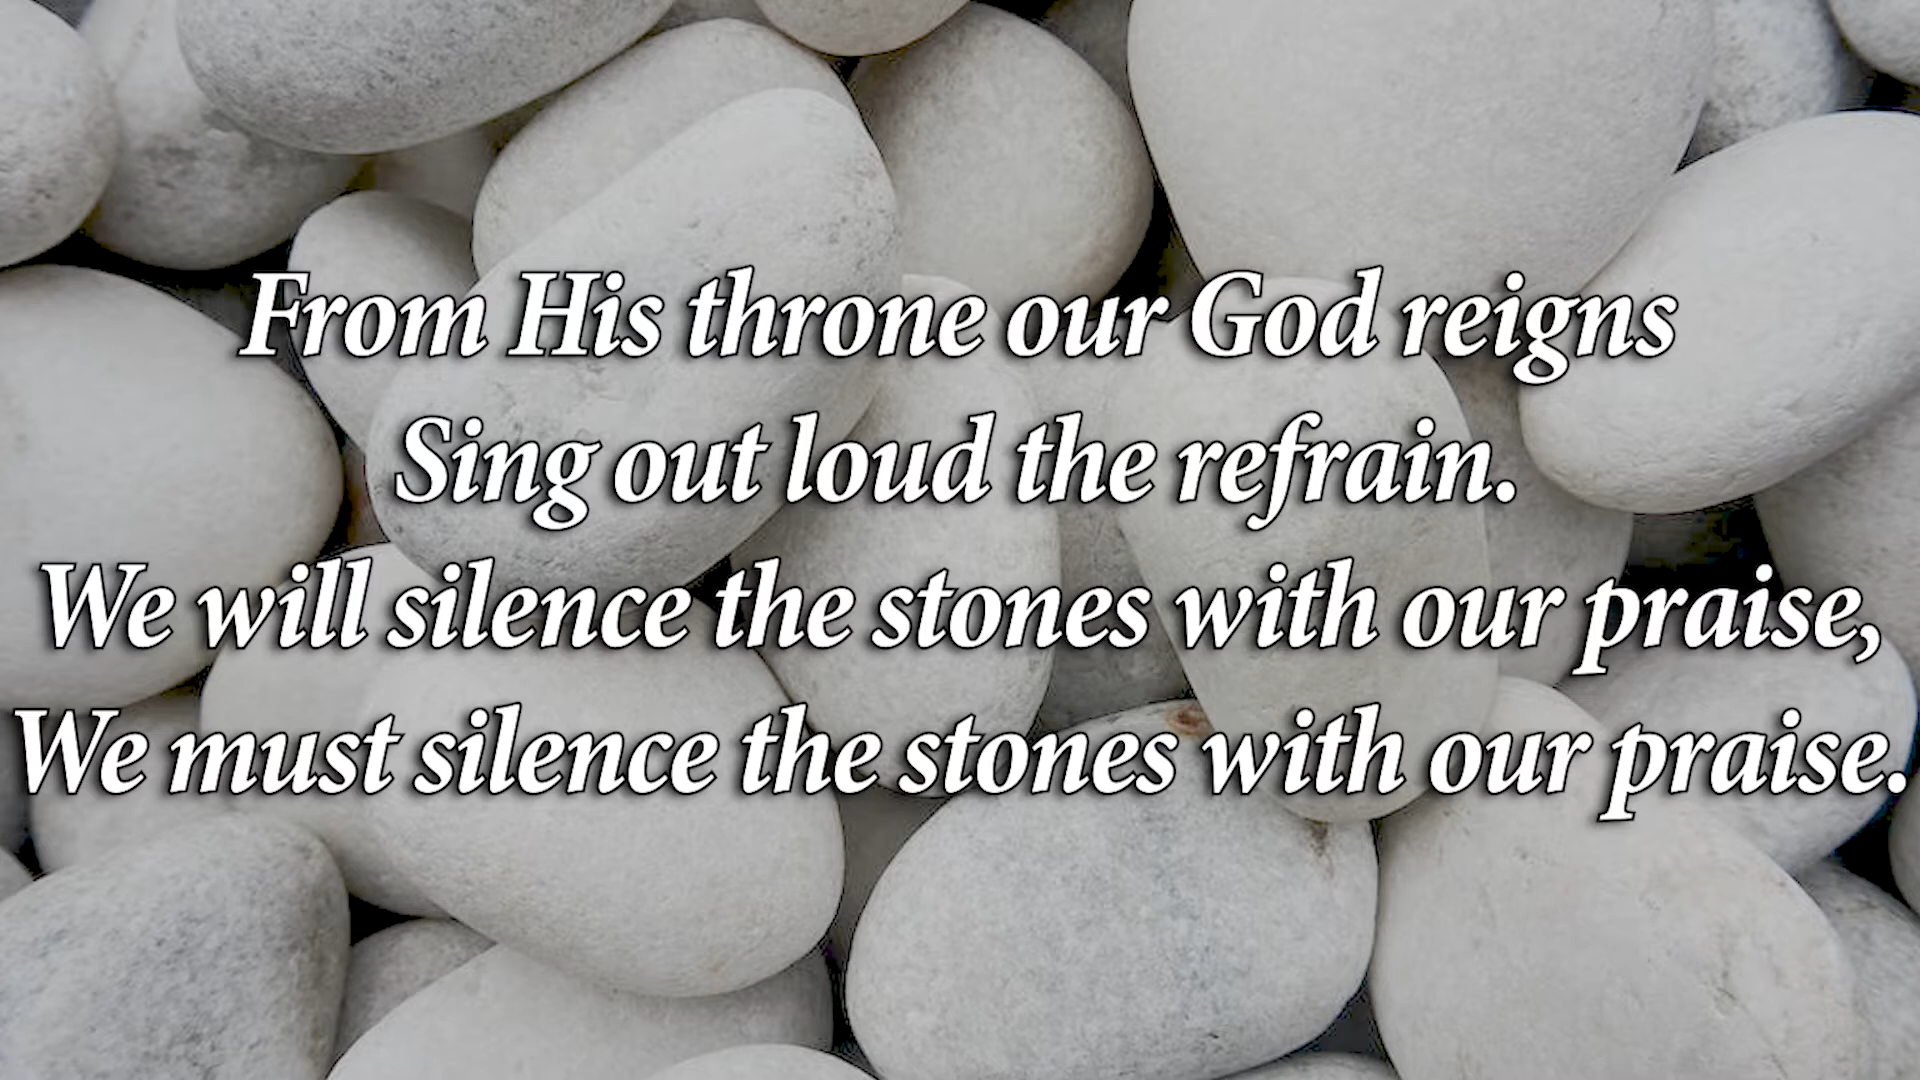 From His throne our God reigns
Sing out loud the refrain.
We will silence the stones with our praise,
We must silence the stones with our praise.